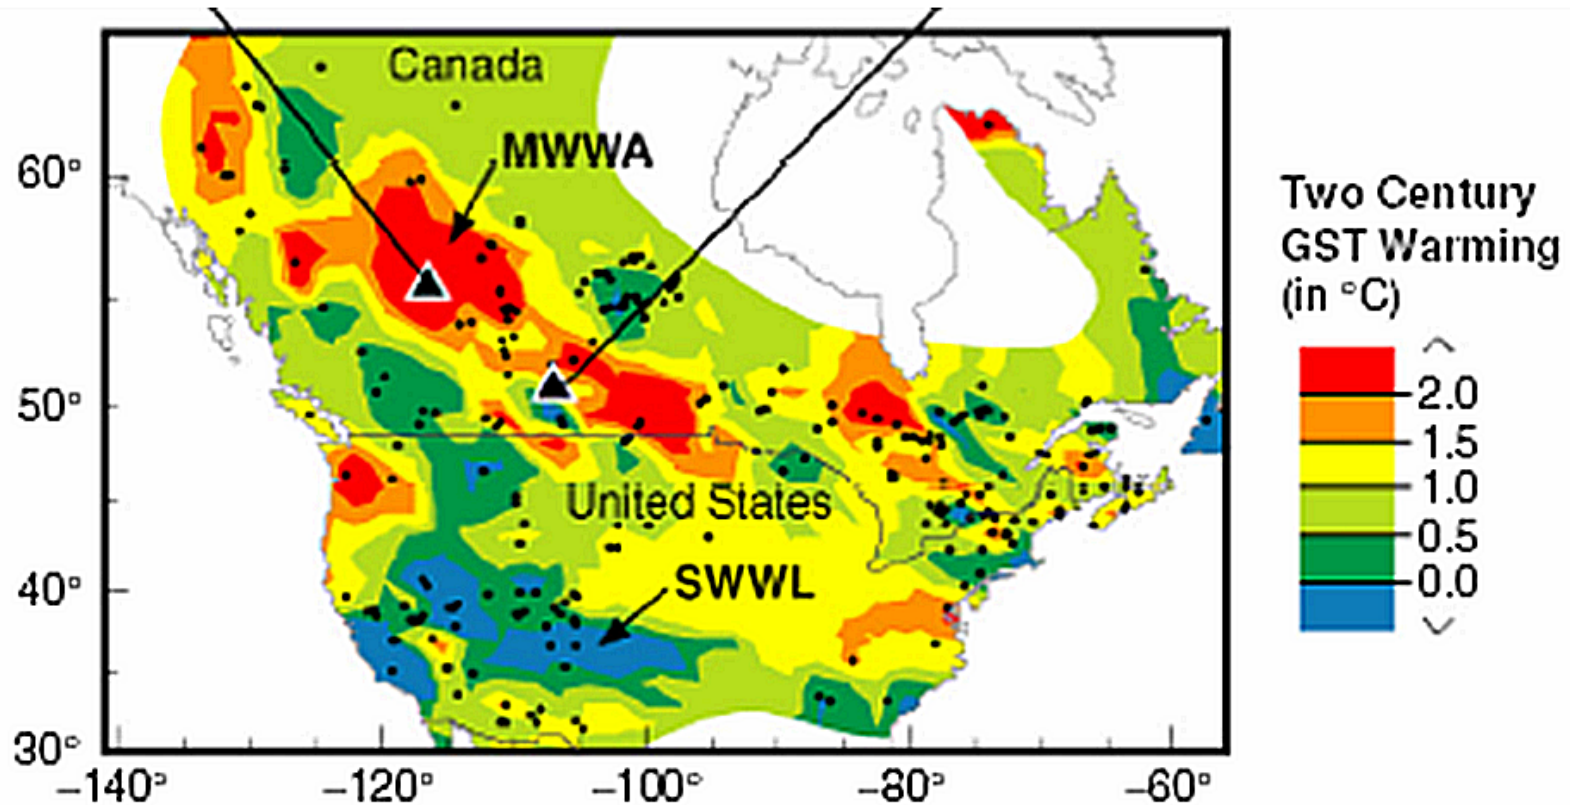 Canada
MWWA
60°
50°
United States
SWWL
40°
30°
−140° −120° −100° −80° −60°
Two Century
GST Warming
(in °C)
2.0
1.5
1.0
0.5
0.0